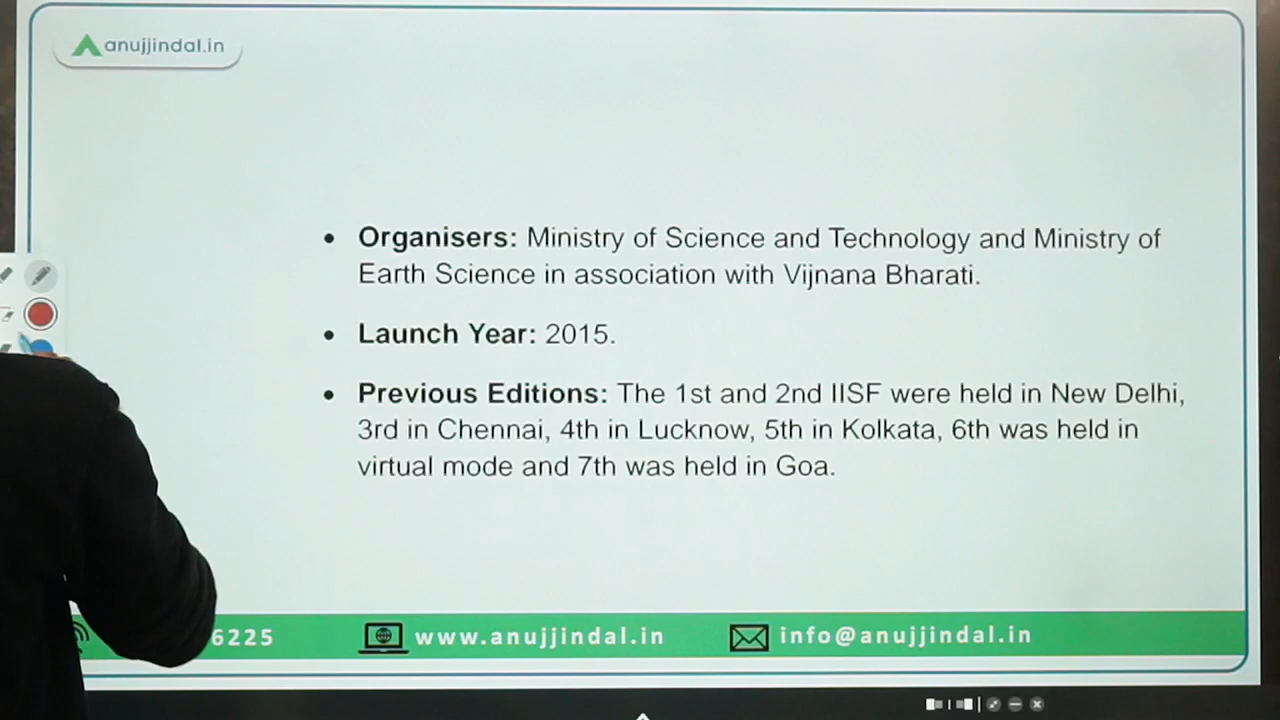 anujjindal.in
• Organisers: Ministry of Science and Technology and Ministry of
Earth Science in association with Vijnana Bharati.
• Launch Year: 2015.
• Previous Editions: The 1st and 2nd IISF were held in New Delhi,
3rd in Chennai, 4th in Lucknow, 5th in Kolkata, 6th was held in
virtual mode and 7th was held in Goa.
6225 www.anujjindal.in info@anujjindal.in